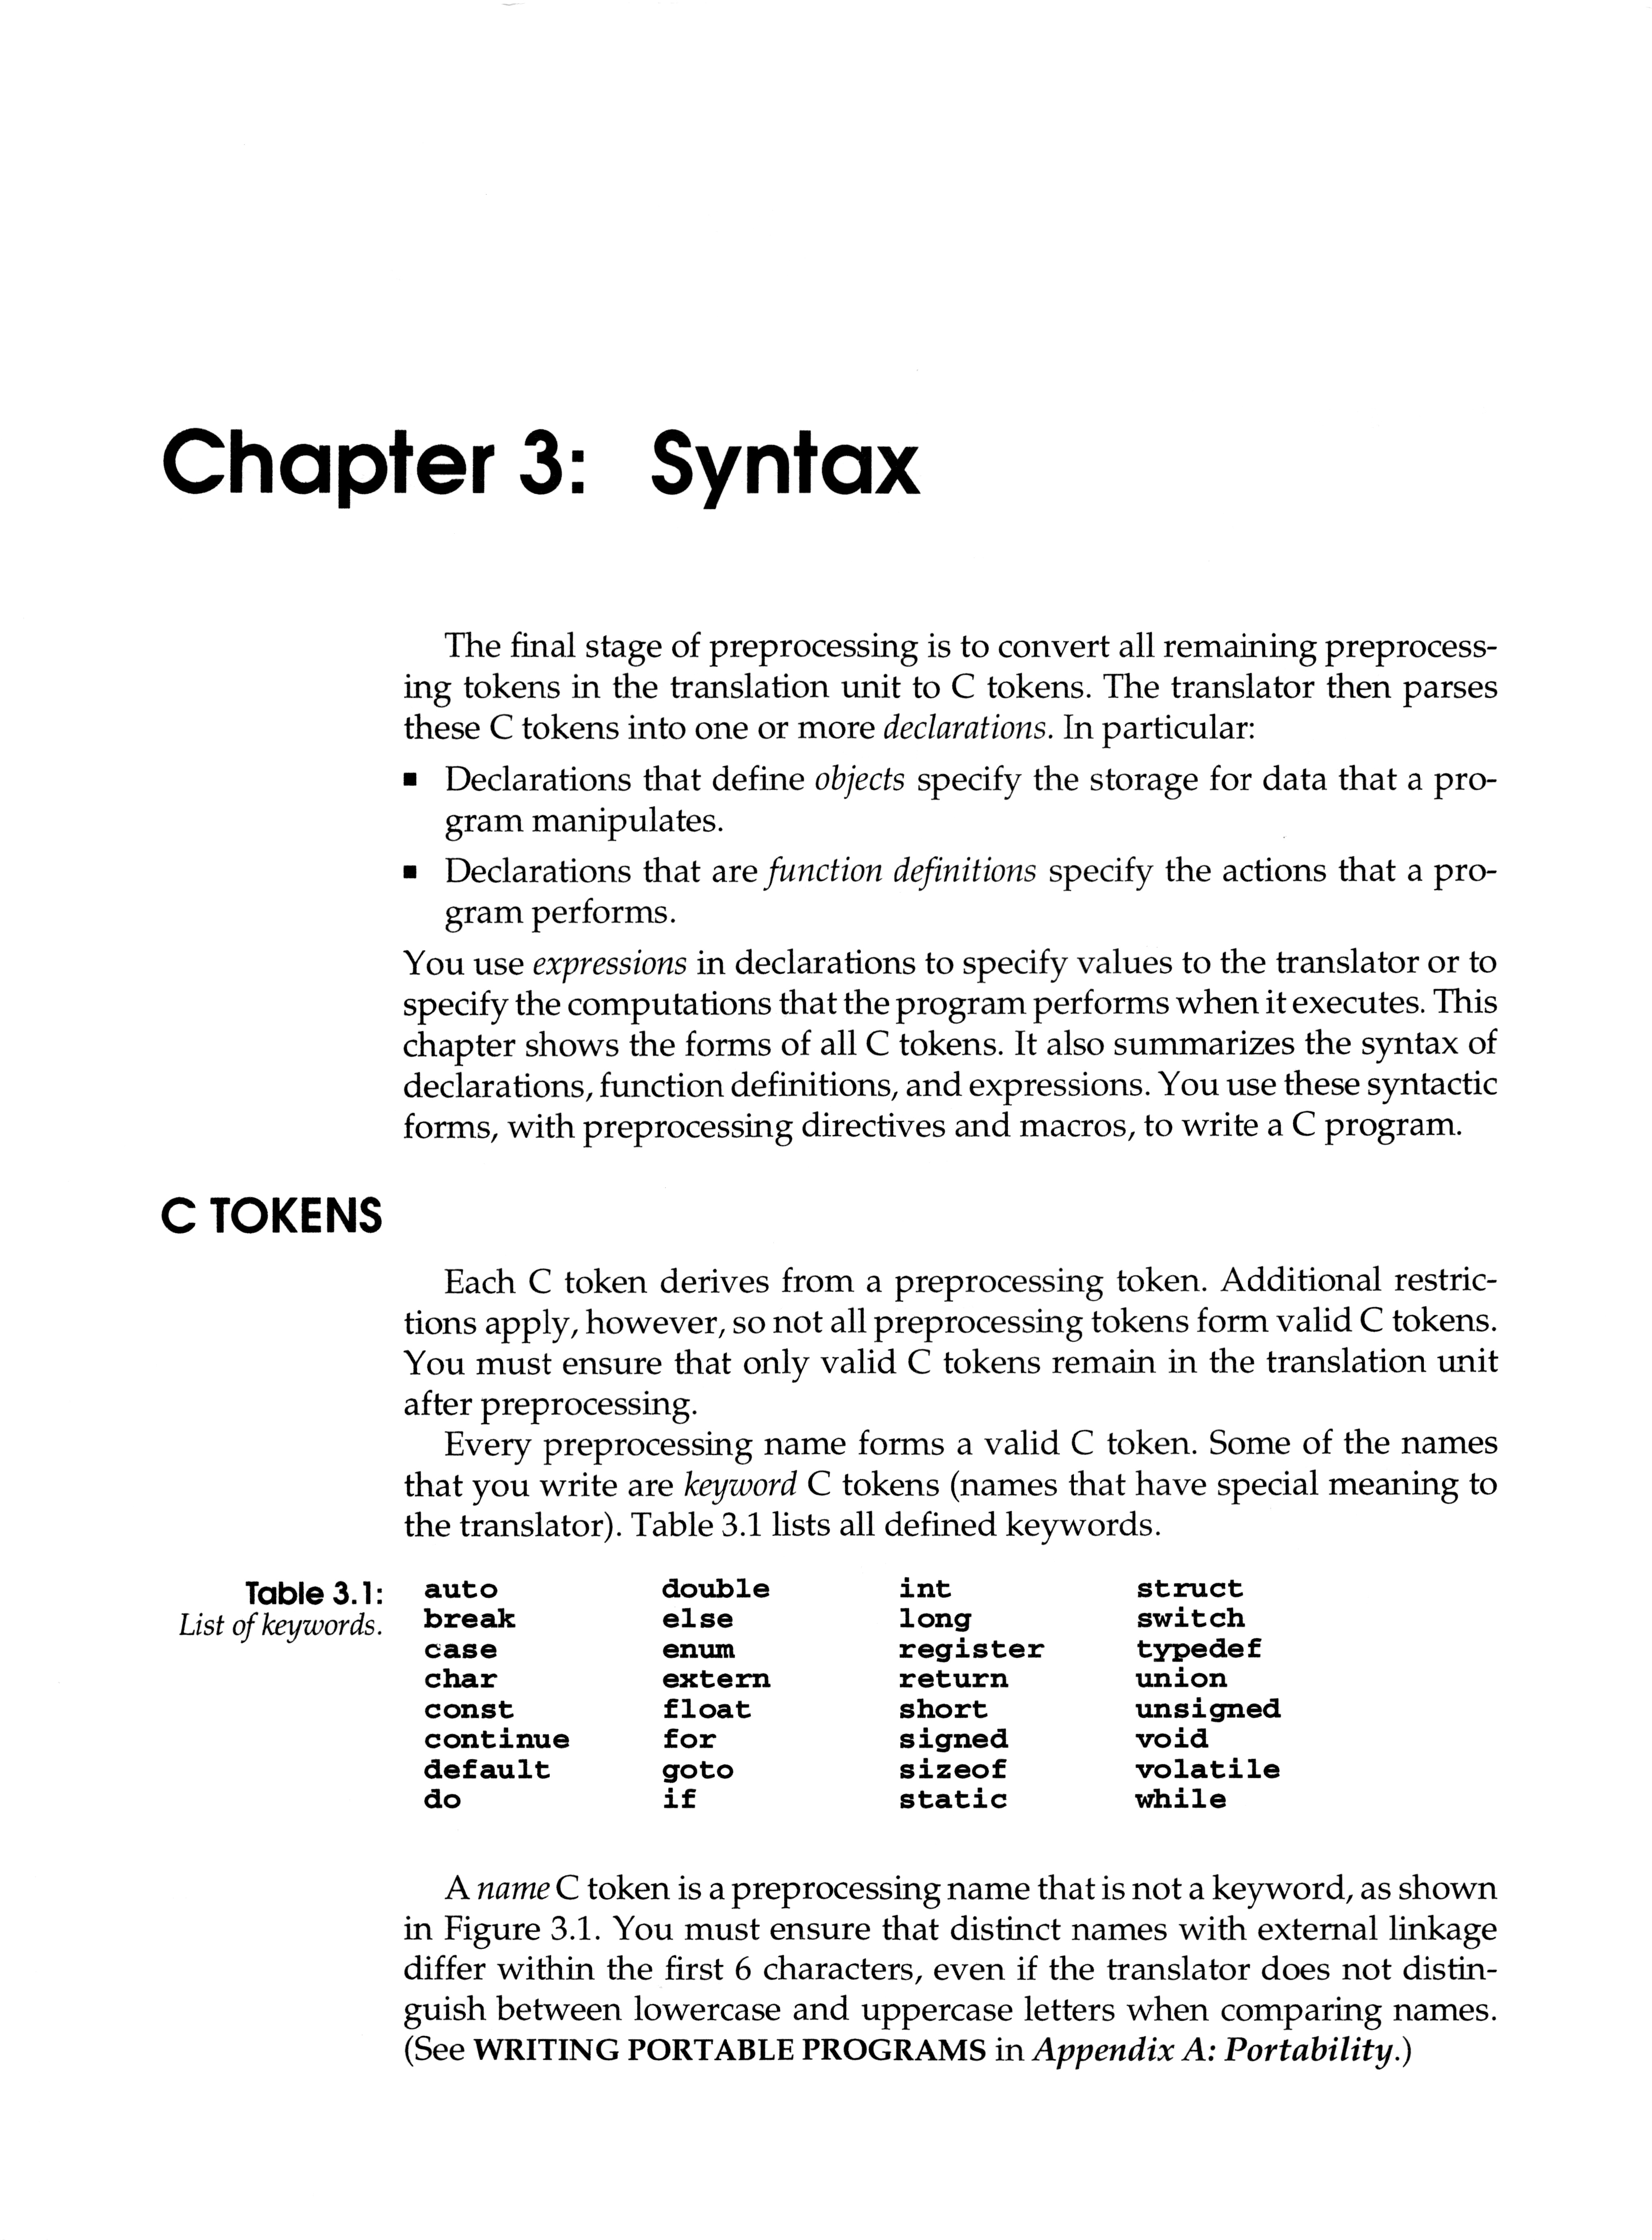 Chapter 3: Syntax
The final stage of preprocessing is to convert all remaining preprocess-
ing tokens in the translation unit to C tokens. The translator then parses
these C tokens into one or more declarations. In particular:
■ Declarations that define objects specify the storage for data that a pro-
gram manipulates.
■ Declarations that are function definitions specify the actions that a pro-
gram performs.
You use expressions in declarations to specify values to the translator or to
specify the computations that the program performs when it executes. This
chapter shows the forms of all C tokens. It also summarizes the syntax of
declarations, function definitions, and expressions. You use these syntactic
forms, with preprocessing directives and macros, to write a C program.
C TOKENS
Each C token derives from a preprocessing token. Additional restric-
tions apply, however, so not all preprocessing tokens form valid C tokens.
You must ensure that only valid C tokens remain in the translation unit
after preprocessing.
Every preprocessing name forms a valid C token. Some of the names
that you write are keyword C tokens (names that have special meaning to
the translator). Table 3.1 lists all defined keywords.
Table 3.1: auto double int struct
List of keywords. break else long switch
case enum register typedef
char extern return union
const float short unsigned
continue for signed void
default goto sizeof volatile
do if static while
A name C token is a preprocessing name that is not a keyword, as shown
in Figure 3.1. You must ensure that distinct names with external linkage
differ within the first 6 characters, even if the translator does not distin-
guish between lowercase and uppercase letters when comparing names.
(See WRITING PORTABLE PROGRAMS in Appendix A: Portability.)